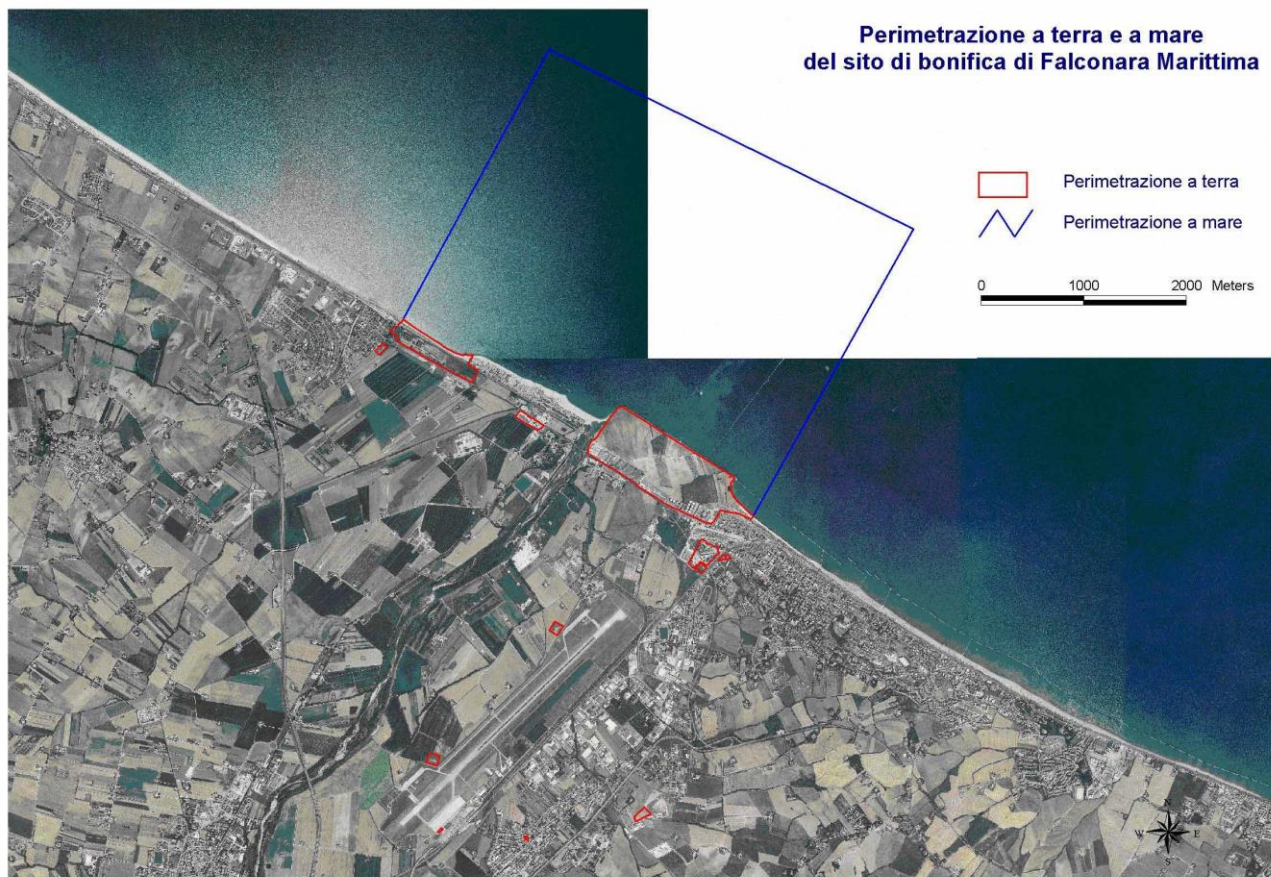 Perimetrazione a terra e a mare
del sito di bonifica di Falconara Marittima
Perimetrazione a terra
Perimetrazione a mare
0 1000 2000 Meters
N
W E
S